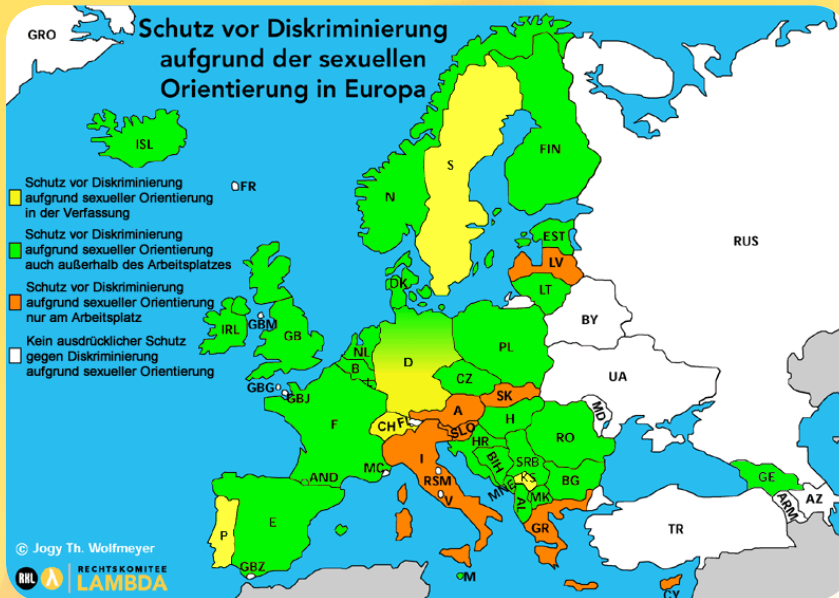 Schutz vor Diskriminierung
aufgrund der sexuellen
Orientierung in Europa
GRO
ISL
FR
Schutz vor Diskriminierung
aufgrund sexueller Orientierung
in der Verfassung
Schutz vor Diskriminierung
aufgrund sexueller Orientierung
auch außerhalb des Arbeitsplatzes
Schutz vor Diskriminierung
aufgrund sexueller Orientierung
nur am Arbeitsplatz
Kein ausdrücklicher Schutz
gegen Diskriminierung
aufgrund sexueller Orientierung
N
S
FIN
RUS
EST
LV
LT
DK
IRL
GBM
GB
NL
B
D
PL
BY
UA
GBG
GBJ
CZ
SK
MD
F
CH
A
H
SLO
HR
RO
I
BIH
SRB
AND
MC
RSM
KS
BG
GE
V
MNE
MK
AL
ARM
AZ
P
E
GR
TR
GBZ
M
CY
© Jogy Th. Wolfmeyer
RKL
RECHTSKOMITEE
LAMBDA